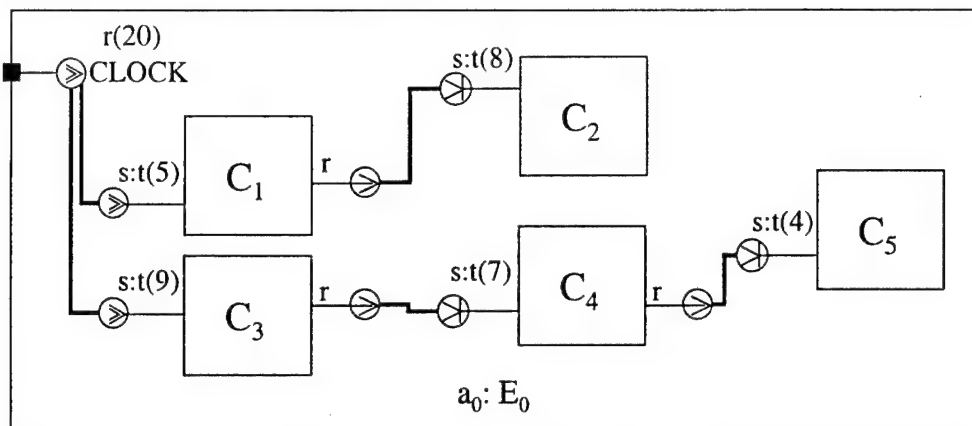 r(20)
CLOCK
s:t(8)
C₂
s:t(5)
C₁
r
s:t(4)
C₅
s:t(9)
C₃
r
s:t(7)
C₄
r
a₀: E₀